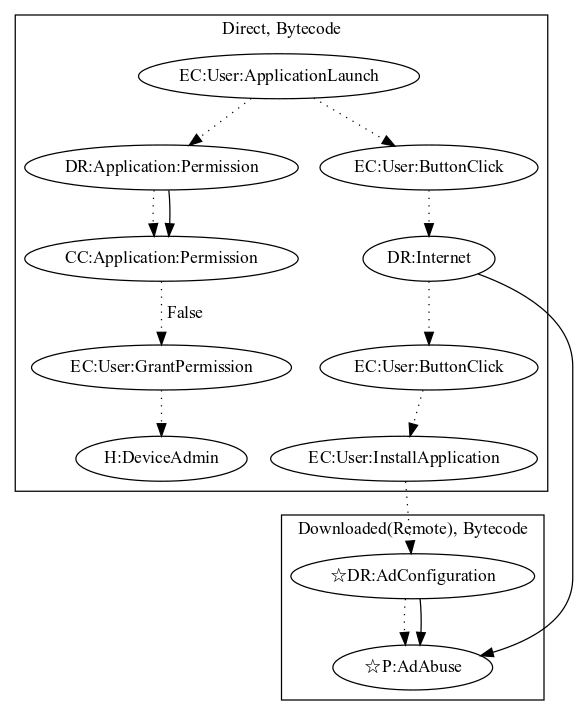 Direct, Bytecode
EC:User:ApplicationLaunch
DR:Application:Permission
EC:User:ButtonClick
CC:Application:Permission
DR:Internet
False
EC:User:GrantPermission
EC:User:ButtonClick
H:DeviceAdmin
EC:User:InstallApplication
Downloaded(Remote), Bytecode
☆DR:AdConfiguration
☆P:AdAbuse